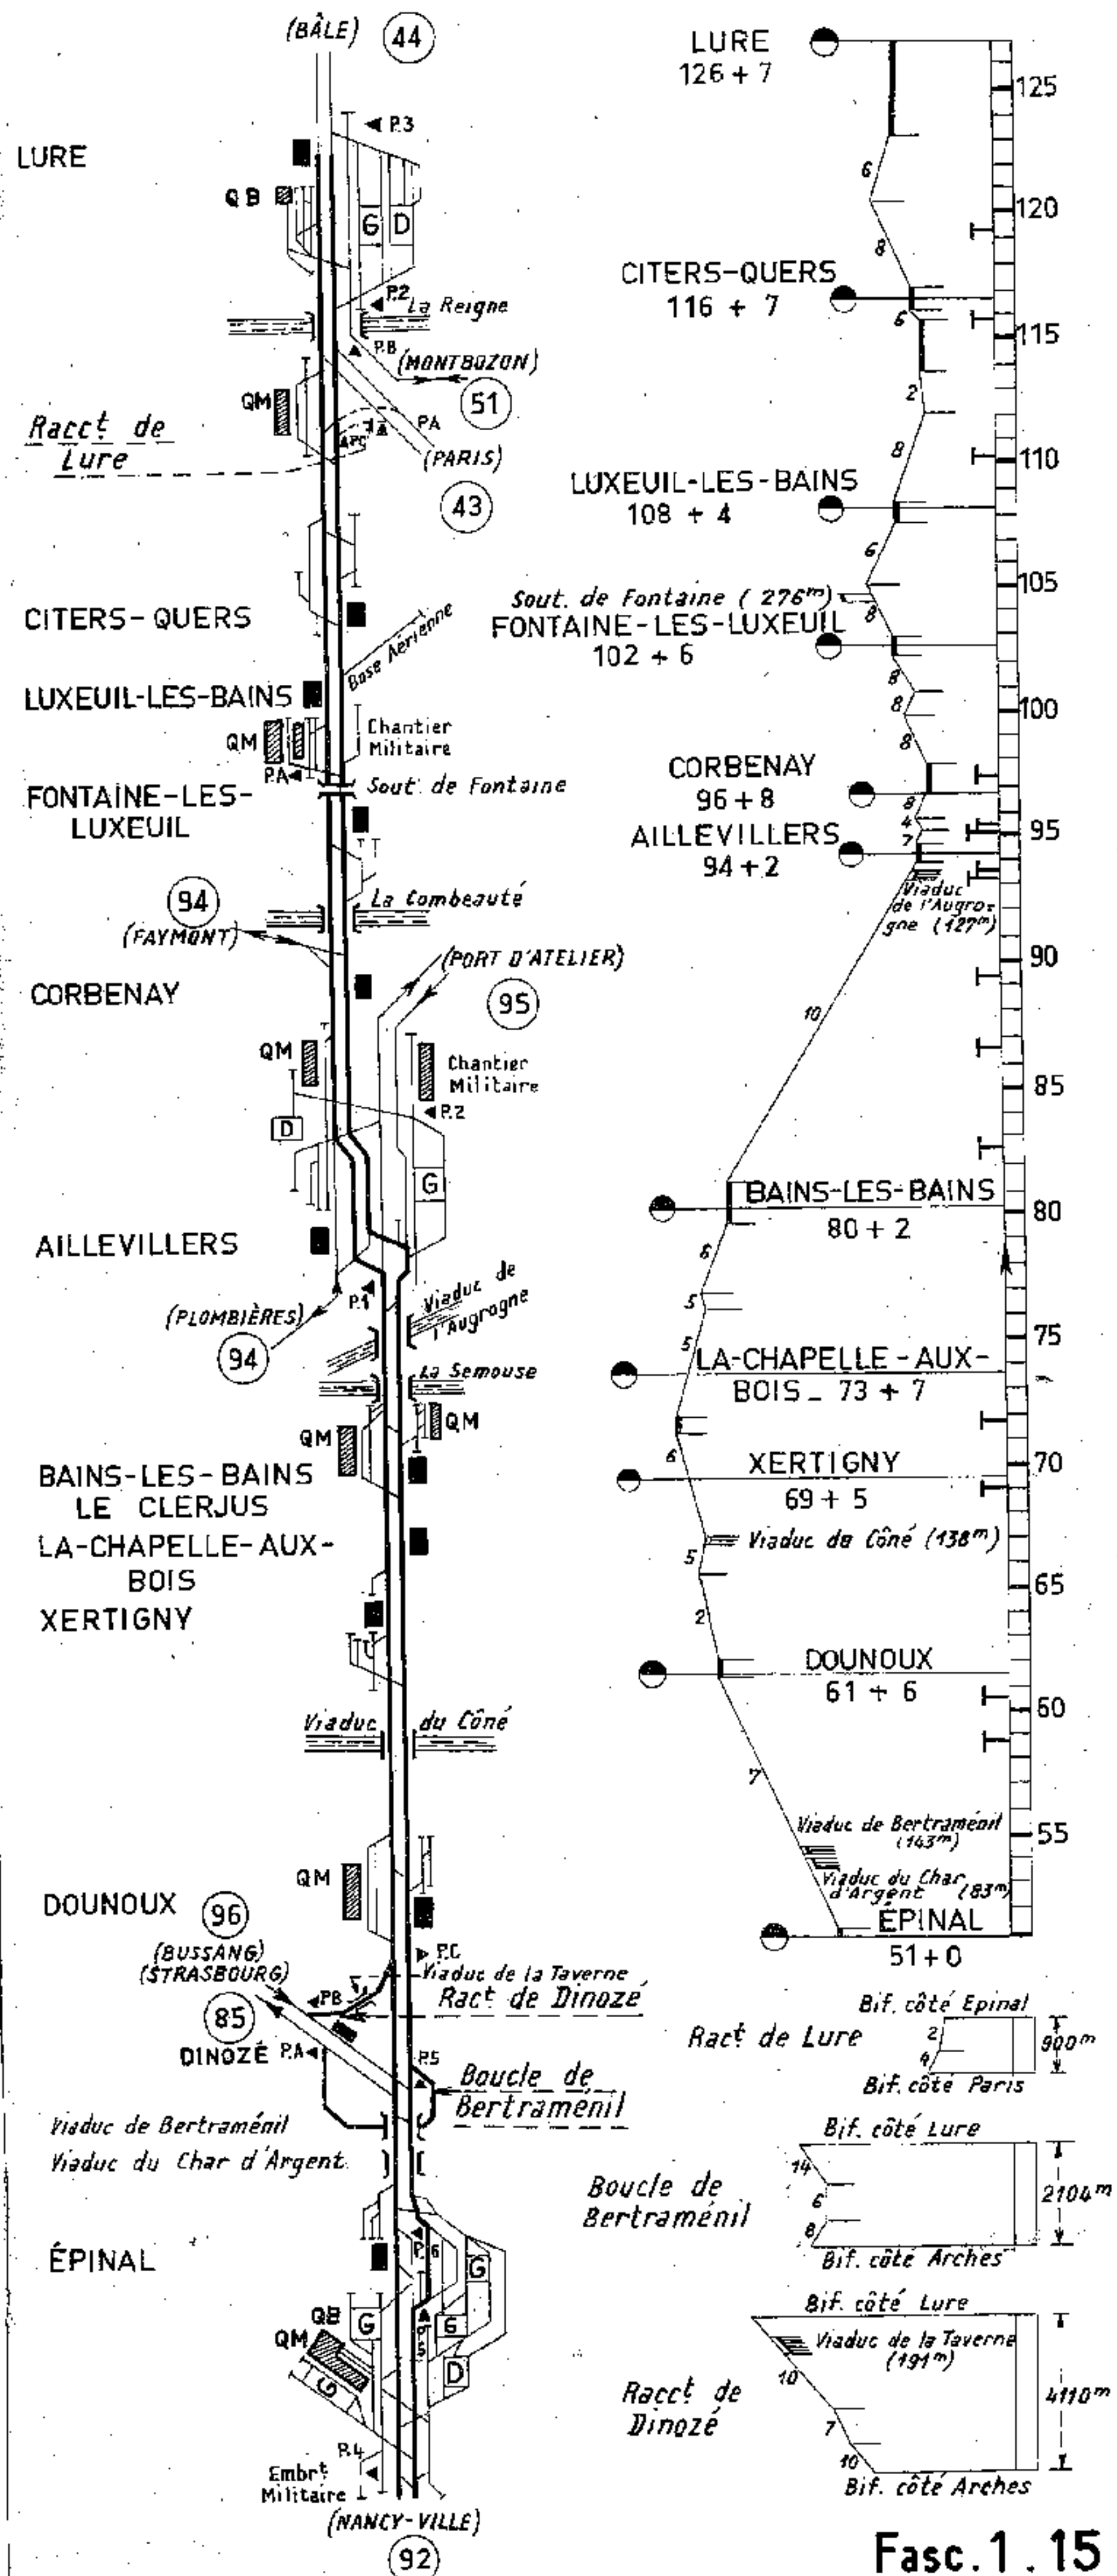 (BÂLE)
44
P.3
LURE
QB
G
D
P.2
La Reigne
P.B
(MONTBOZON)
51
QM
PA
Racct de
Lure
P.C
(PARIS)
43
CITERS-QUERS
Base Aérienne
LUXEUIL-LES-BAINS
QM
Chantier
Militaire
P.A
Sout. de Fontaine
FONTAINE-LES-
LUXEUIL
94
La Combeauté
(FAYMONT)
(PORT D'ATELIER)
95
CORBENAY
QM
Chantier
Militaire
P.2
D
G
AILLEVILLERS
P.1
(PLOMBIÈRES)
94
Viaduc de
l'Augrogne
La Semouse
QM
QM
BAINS-LES-BAINS
LE CLERJUS
LA-CHAPELLE-AUX-
BOIS
XERTIGNY
Viaduc du Côné
QM
DOUNOUX
96
(BUSSANG)
(STRASBOURG)
P.C
Viaduc de la Taverne
P.B
Ract de Dinozé
85
DINOZÉ P.A
P.5
Boucle de
Bertraménil
Viaduc de Bertraménil
Viaduc du Char d'Argent
ÉPINAL
P.6
G
QB
QM
G
G
P.5
D
G
P.4
Embrt
Militaire
(NANCY-VILLE)
92
LURE
126 + 7
125
6
120
8
CITERS-QUERS
116 + 7
6
115
2
8
110
LUXEUIL-LES-BAINS
108 + 4
6
105
Sout. de Fontaine (276m)
8
FONTAINE-LES-LUXEUIL
102 + 6
8
100
8
8
CORBENAY
96 + 8
8
4
95
7
AILLEVILLERS
94 + 2
Viaduc
de l'Augro-
gne (127m)
90
10
85
BAINS-LES-BAINS
80 + 2
80
6
5
75
5
LA-CHAPELLE-AUX-
BOIS_ 73 + 7
6
70
XERTIGNY
69 + 5
Viaduc du Côné (138m)
5
65
2
DOUNOUX
61 + 6
60
7
Viaduc de Bertraménil
(143m)
55
Viaduc du Char
d'Argent (83m)
ÉPINAL
51 + 0
Bif. côté Epinal
Ract de Lure
2
4
900m
Bif. côté Paris
Bif. côté Lure
14
Boucle de
Bertraménil
6
8
2104m
Bif. côté Arches
Bif. côté Lure
Viaduc de la Taverne
(191m)
10
Racct de
Dinozé
7
10
4110m
Bif. côté Arches
Fasc.1.15